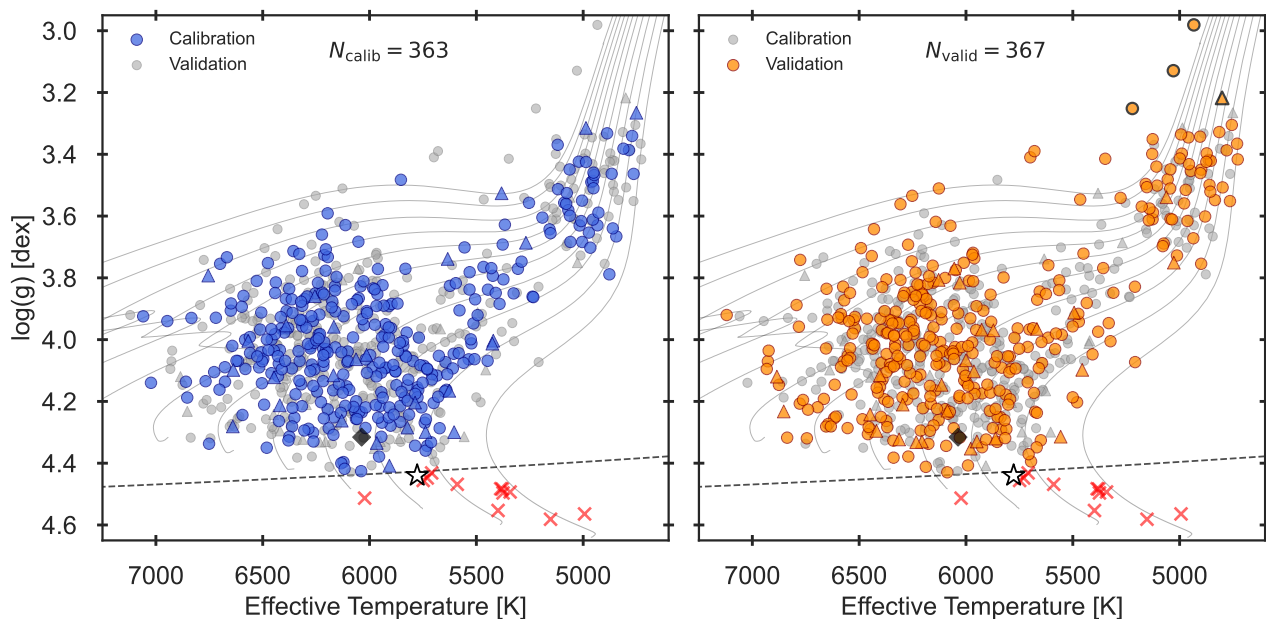 Calibration
Validation
N_calib = 363
3.0
3.2
3.4
3.6
3.8
4.0
4.2
4.4
4.6
log(g) [dex]
7000 6500 6000 5500 5000
Effective Temperature [K]
Calibration
Validation
N_valid = 367
7000 6500 6000 5500 5000
Effective Temperature [K]